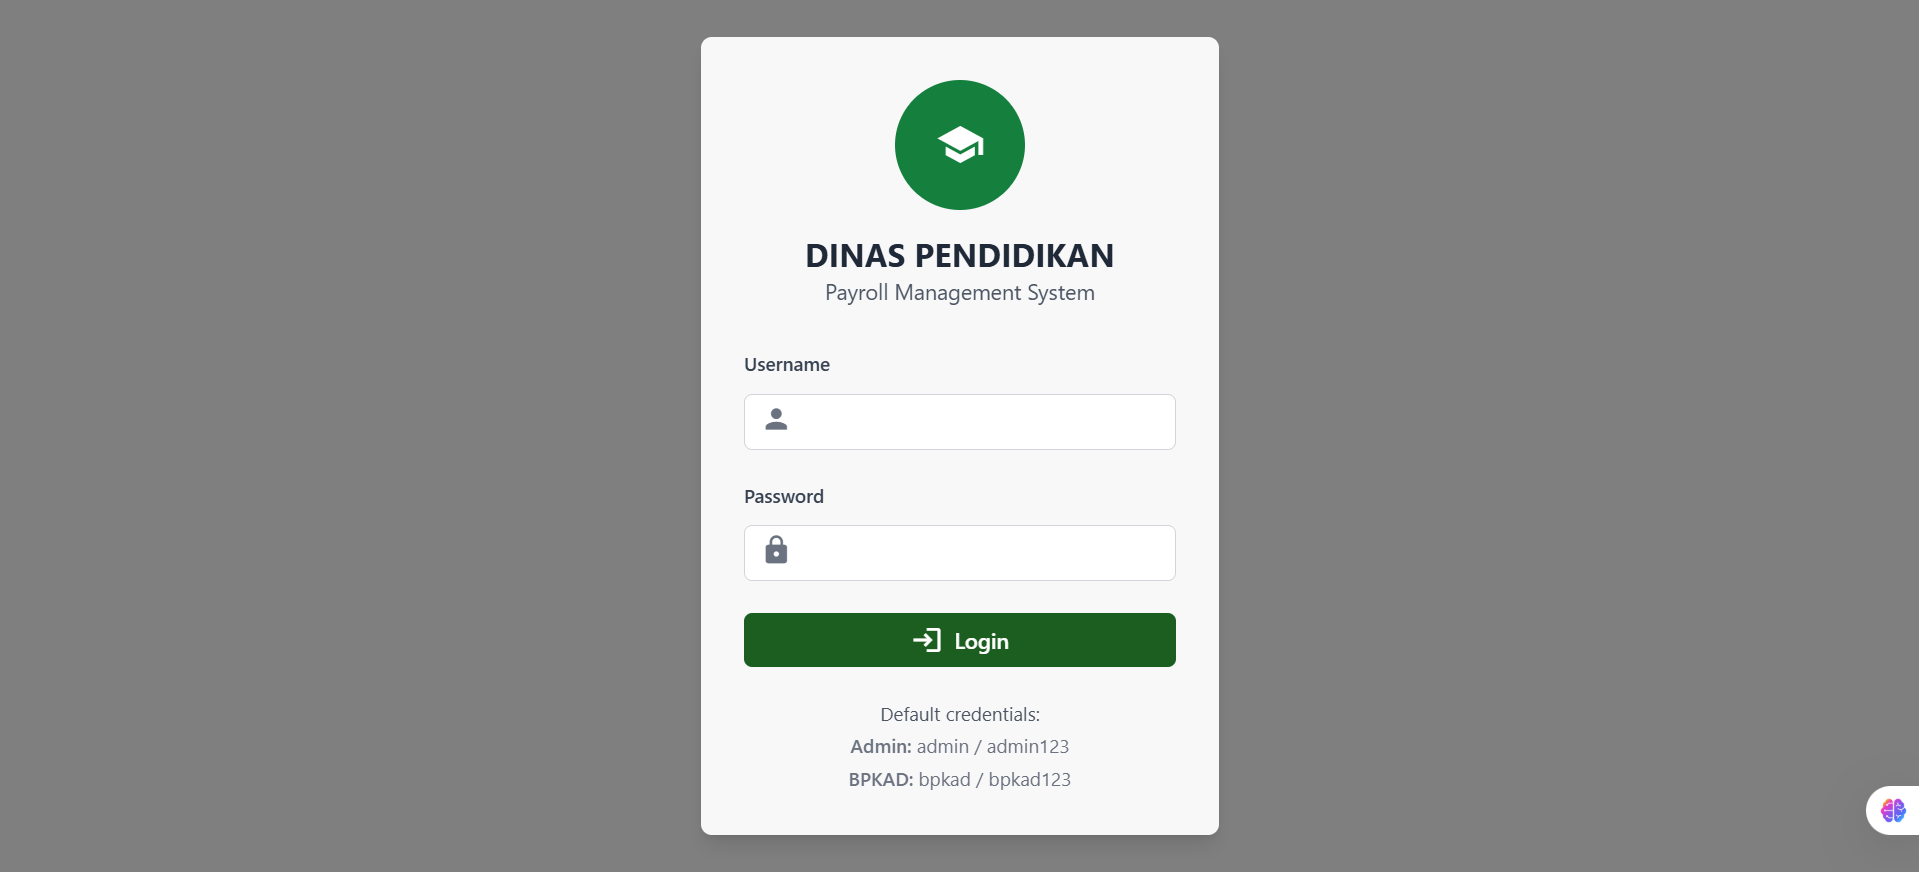 DINAS PENDIDIKAN
Payroll Management System
Username
Password
Login
Default credentials:
Admin: admin / admin123
BPKAD: bpkad / bpkad123